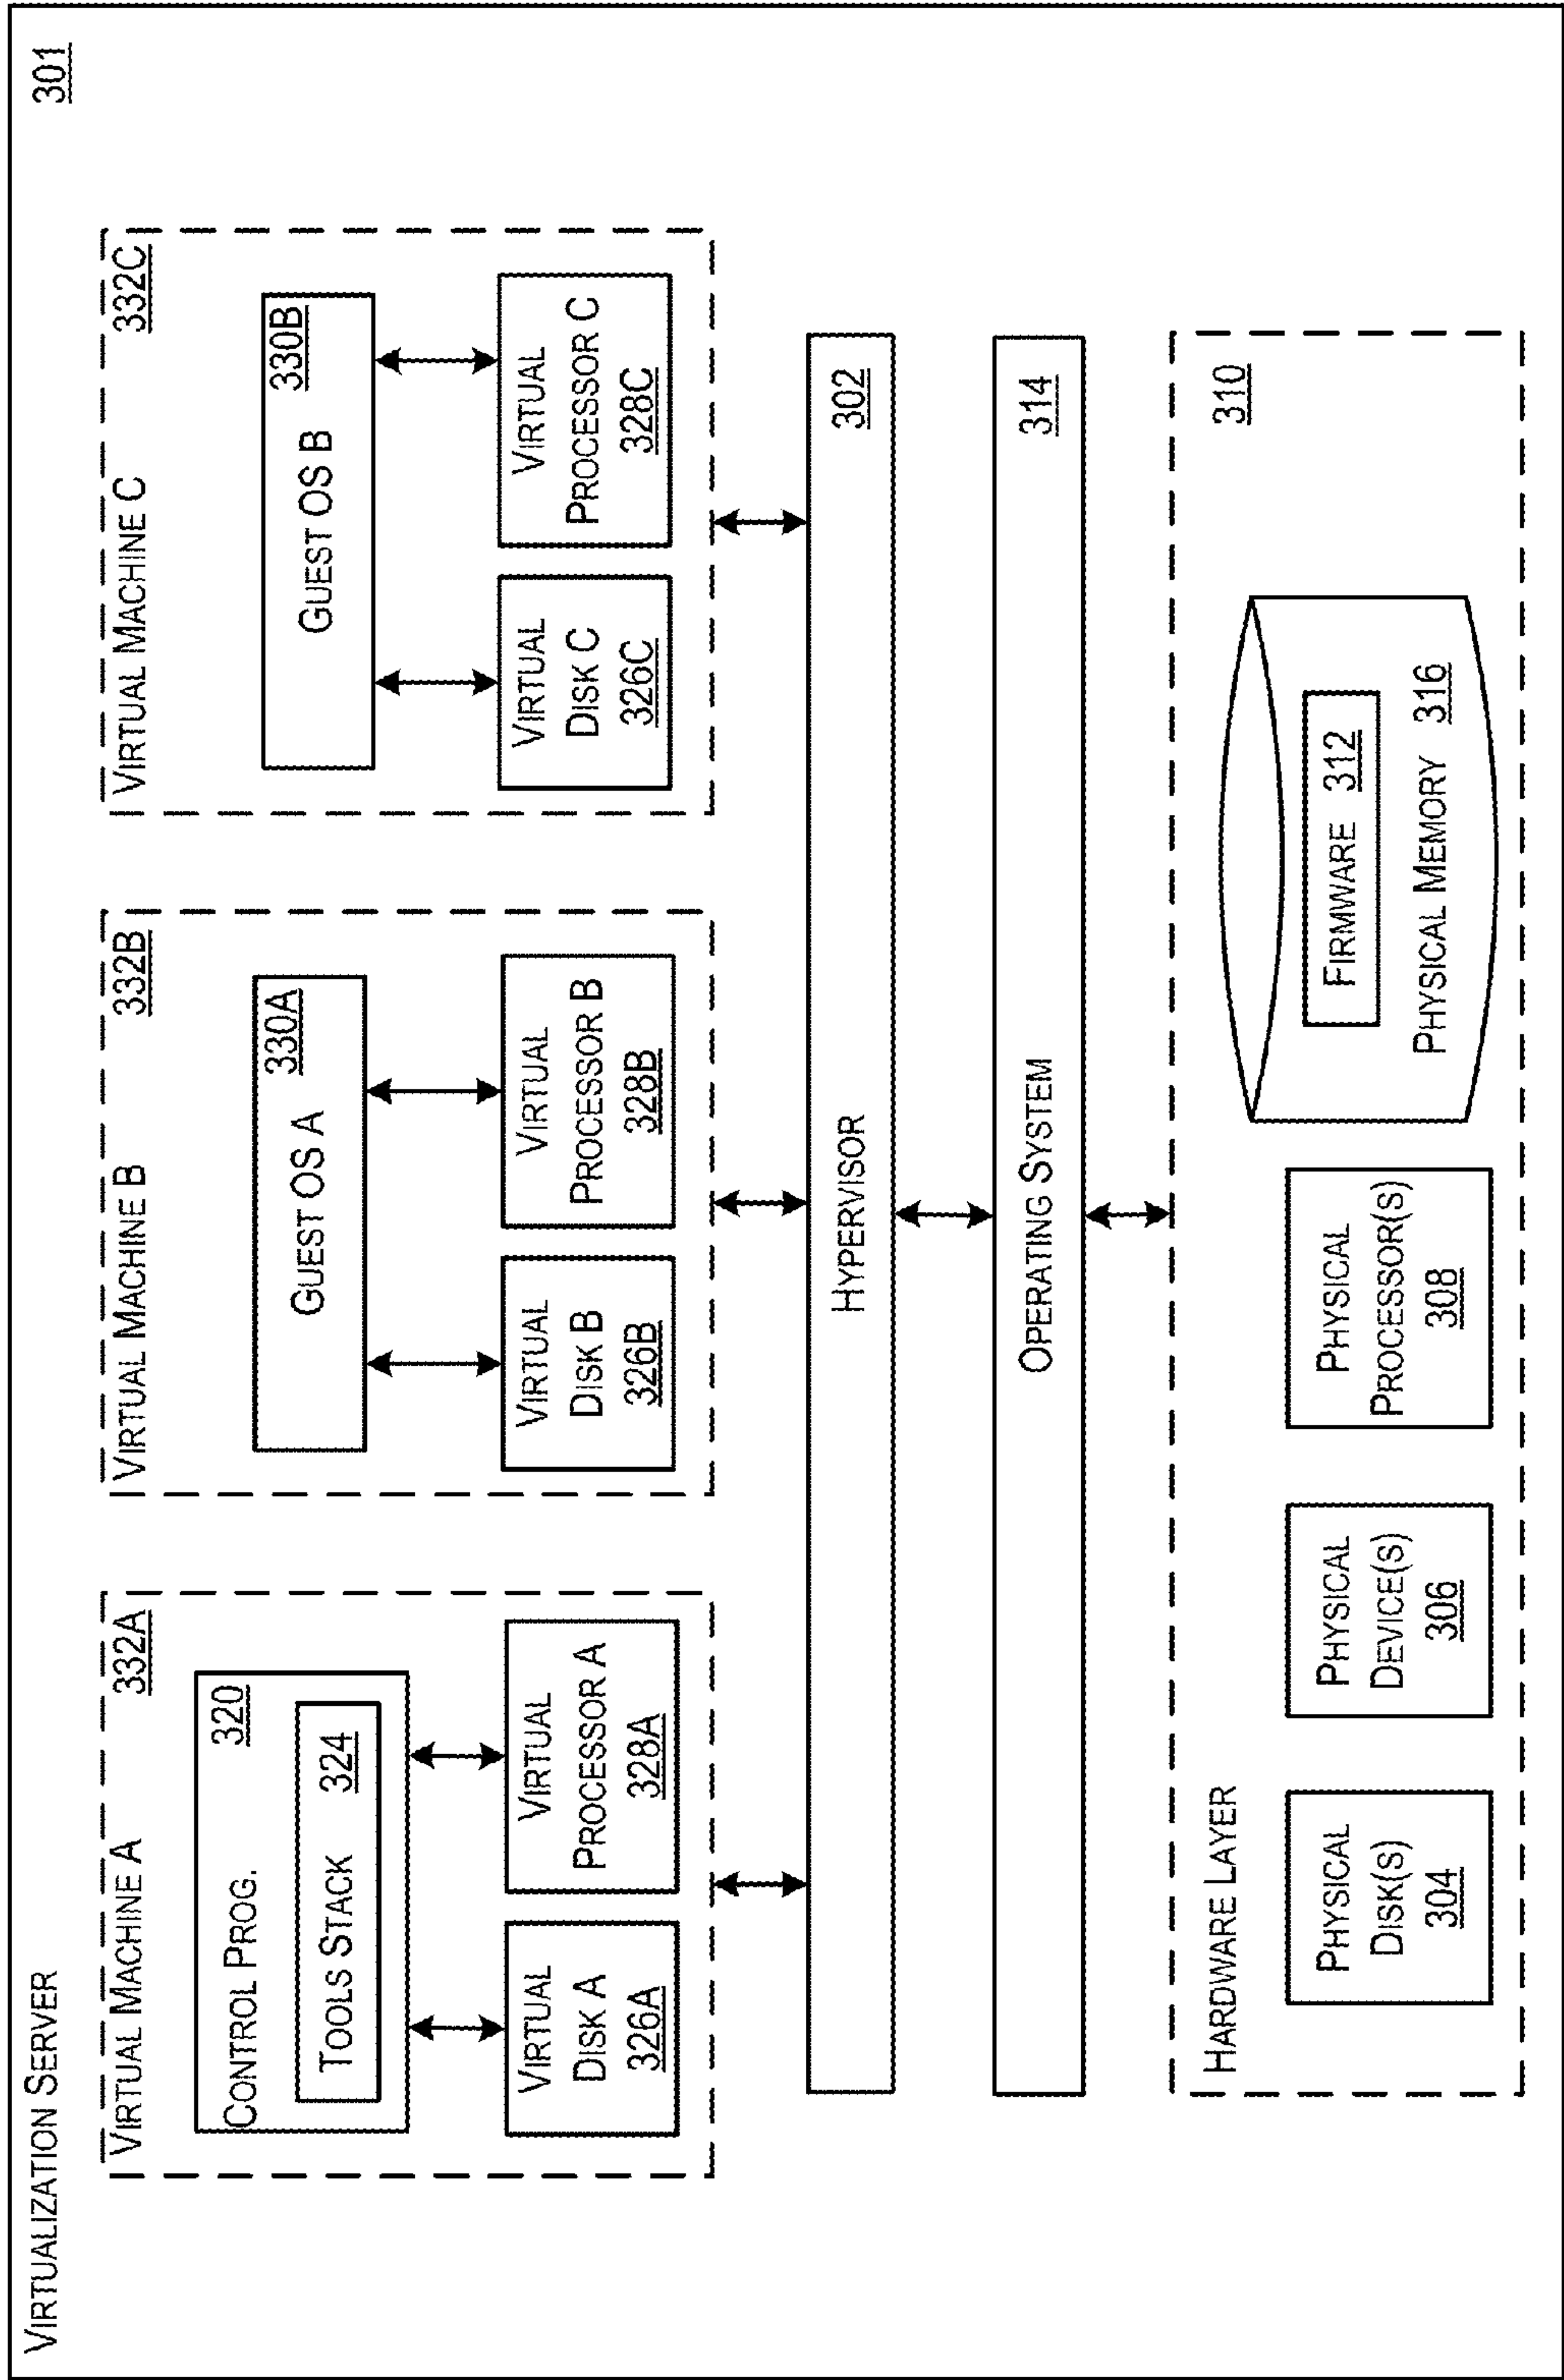 VIRTUALIZATION SERVER
301
VIRTUAL MACHINE A
332A
CONTROL PROG.
320
TOOLS STACK 324
VIRTUAL
DISK A
326A
VIRTUAL
PROCESSOR A
328A
VIRTUAL MACHINE B
332B
GUEST OS A
330A
VIRTUAL
DISK B
326B
VIRTUAL
PROCESSOR B
328B
VIRTUAL MACHINE C
332C
GUEST OS B
330B
VIRTUAL
DISK C
326C
VIRTUAL
PROCESSOR C
328C
HYPERVISOR
302
OPERATING SYSTEM
314
HARDWARE LAYER
310
PHYSICAL
DISK(S)
304
PHYSICAL
DEVICE(S)
306
PHYSICAL
PROCESSOR(S)
308
FIRMWARE 312
PHYSICAL MEMORY 316